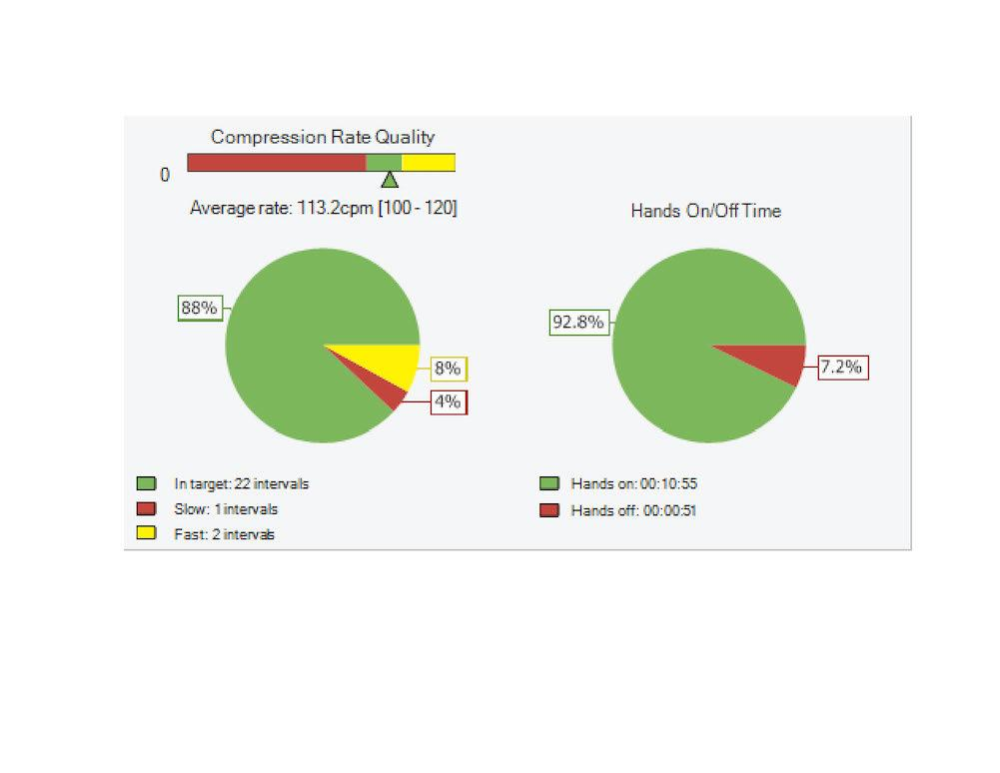 Compression Rate Quality
0
Average rate: 113.2cpm [100 - 120]
88%
8%
4%
In target: 22 intervals
Slow: 1 intervals
Fast: 2 intervals
Hands On/Off Time
92.8%
7.2%
Hands on: 00:10:55
Hands off: 00:00:51